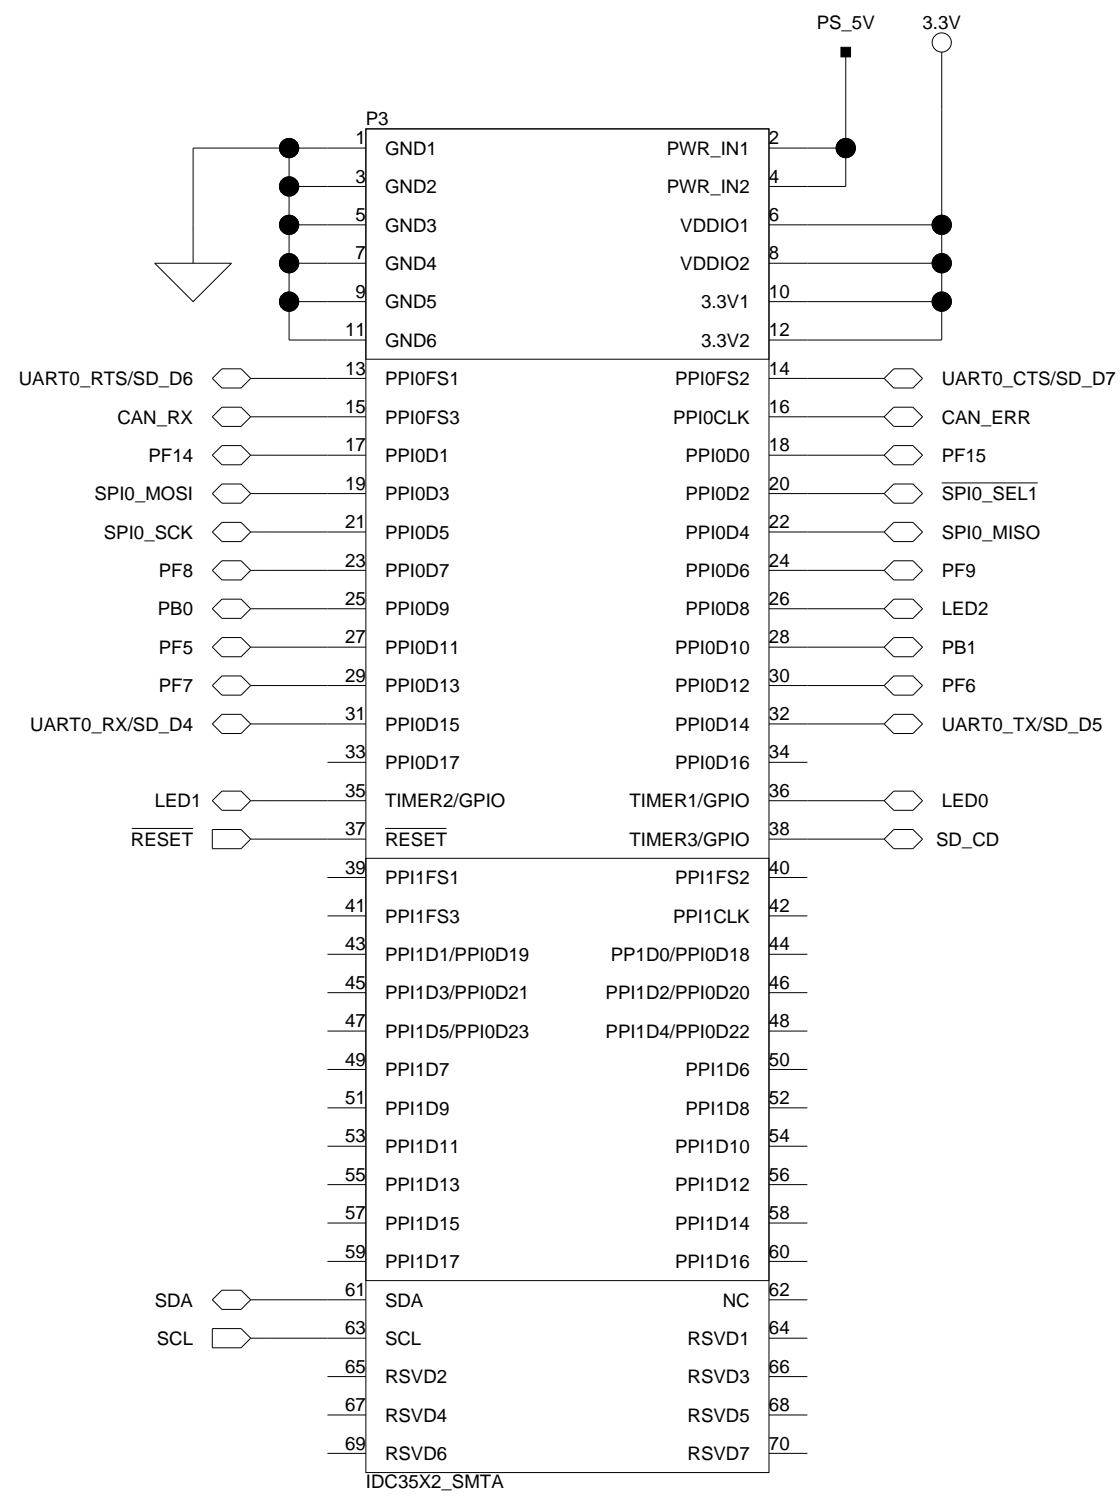 PS_5V 3.3V
P3
1 GND1 PWR_IN1 2
3 GND2 PWR_IN2 4
5 GND3 VDDIO1 6
7 GND4 VDDIO2 8
9 GND5 3.3V1 10
11 GND6 3.3V2 12
UART0_RTS/SD_D6 13 PPI0FS1 PPI0FS2 14 UART0_CTS/SD_D7
CAN_RX 15 PPI0FS3 PPI0CLK 16 CAN_ERR
PF14 17 PPI0D1 PPI0D0 18 PF15
SPI0_MOSI 19 PPI0D3 PPI0D2 20 SPI0_SEL1
SPI0_SCK 21 PPI0D5 PPI0D4 22 SPI0_MISO
PF8 23 PPI0D7 PPI0D6 24 PF9
PB0 25 PPI0D9 PPI0D8 26 LED2
PF5 27 PPI0D11 PPI0D10 28 PB1
PF7 29 PPI0D13 PPI0D12 30 PF6
UART0_RX/SD_D4 31 PPI0D15 PPI0D14 32 UART0_TX/SD_D5
33 PPI0D17 PPI0D16 34
LED1 35 TIMER2/GPIO TIMER1/GPIO 36 LED0
RESET 37 RESET TIMER3/GPIO 38 SD_CD
39 PPI1FS1 PPI1FS2 40
41 PPI1FS3 PPI1CLK 42
43 PPI1D1/PPI0D19 PP1D0/PPI0D18 44
45 PPI1D3/PPI0D21 PPI1D2/PPI0D20 46
47 PPI1D5/PPI0D23 PPI1D4/PPI0D22 48
49 PPI1D7 PPI1D6 50
51 PPI1D9 PPI1D8 52
53 PPI1D11 PPI1D10 54
55 PPI1D13 PPI1D12 56
57 PPI1D15 PPI1D14 58
59 PPI1D17 PPI1D16 60
SDA 61 SDA NC 62
SCL 63 SCL RSVD1 64
65 RSVD2 RSVD3 66
67 RSVD4 RSVD5 68
69 RSVD6 RSVD7 70
IDC35X2_SMTA